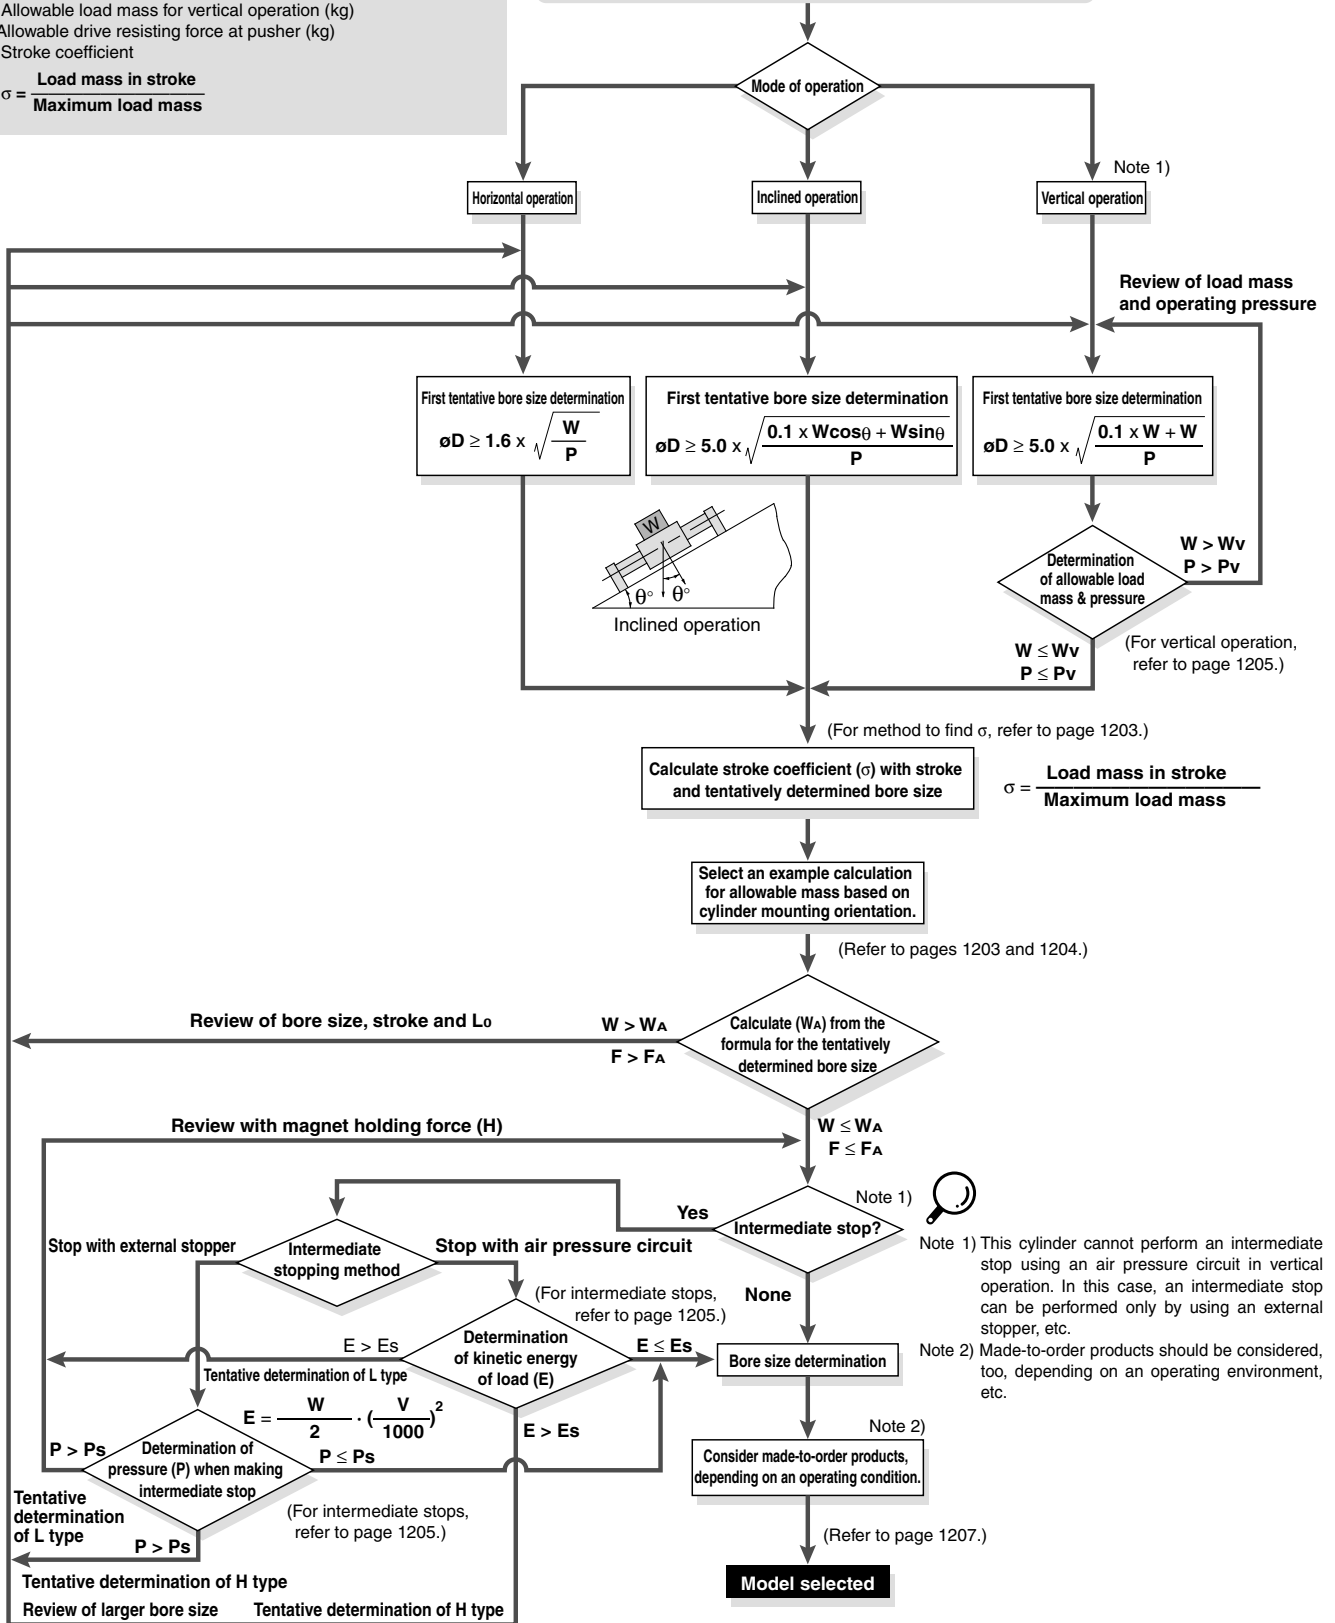 Allowable load mass for vertical operation (kg)
Allowable drive resisting force at pusher (kg)
Stroke coefficient
σ = Load mass in stroke / Maximum load mass
Mode of operation
Note 1)
Horizontal operation
Inclined operation
Vertical operation
Review of load mass
and operating pressure
First tentative bore size determination
øD ≥ 1.6 x √(W / P)
First tentative bore size determination
øD ≥ 5.0 x √((0.1 x Wcosθ + Wsinθ) / P)
First tentative bore size determination
øD ≥ 5.0 x √((0.1 x W + W) / P)
W
θ°
θ°
Inclined operation
Determination
of allowable load
mass & pressure
W > Wv
P > Pv
W ≤ Wv
P ≤ Pv
(For vertical operation,
refer to page 1205.)
(For method to find σ, refer to page 1203.)
Calculate stroke coefficient (σ) with stroke
and tentatively determined bore size
σ = Load mass in stroke / Maximum load mass
Select an example calculation
for allowable mass based on
cylinder mounting orientation.
(Refer to pages 1203 and 1204.)
Review of bore size, stroke and L0
W > WA
F > FA
Calculate (WA) from the
formula for the tentatively
determined bore size
Review with magnet holding force (H)
W ≤ WA
F ≤ FA
Note 1)
Yes
Intermediate stop?
None
Stop with external stopper
Intermediate
stopping method
Stop with air pressure circuit
(For intermediate stops,
refer to page 1205.)
Note 1) This cylinder cannot perform an intermediate
stop using an air pressure circuit in vertical
operation. In this case, an intermediate stop
can be performed only by using an external
stopper, etc.
Note 2) Made-to-order products should be considered,
too, depending on an operating environment,
etc.
E > Es
Determination
of kinetic energy
of load (E)
E ≤ Es
Bore size determination
Tentative determination of L type
E = W / 2 · (V / 1000)²
E > Es
P > Ps
Determination of
pressure (P) when making
intermediate stop
P ≤ Ps
Note 2)
Consider made-to-order products,
depending on an operating condition.
Tentative
determination
of L type
(For intermediate stops,
refer to page 1205.)
P > Ps
(Refer to page 1207.)
Tentative determination of H type
Review of larger bore size
Tentative determination of H type
Model selected